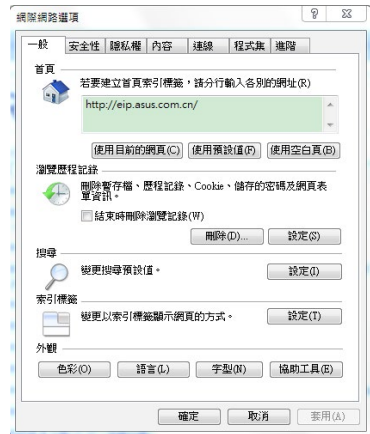 網際網路選項
一般 安全性 隱私權 內容 連線 程式集 進階
首頁
若要建立首頁索引標籤，請分行輸入各別的網址(R)
http://eip.asus.com.cn/
使用目前的網頁(C) 使用預設值(F) 使用空白頁(B)
瀏覽歷程記錄
刪除暫存檔、歷程記錄、Cookie、儲存的密碼及網頁表
單資訊。
結束時刪除瀏覽記錄(W)
刪除(D)... 設定(S)
搜尋
變更搜尋預設值。 設定(I)
索引標籤
變更以索引標籤顯示網頁的方式。 設定(T)
外觀
色彩(O) 語言(L) 字型(N) 協助工具(E)
確定 取消 套用(A)